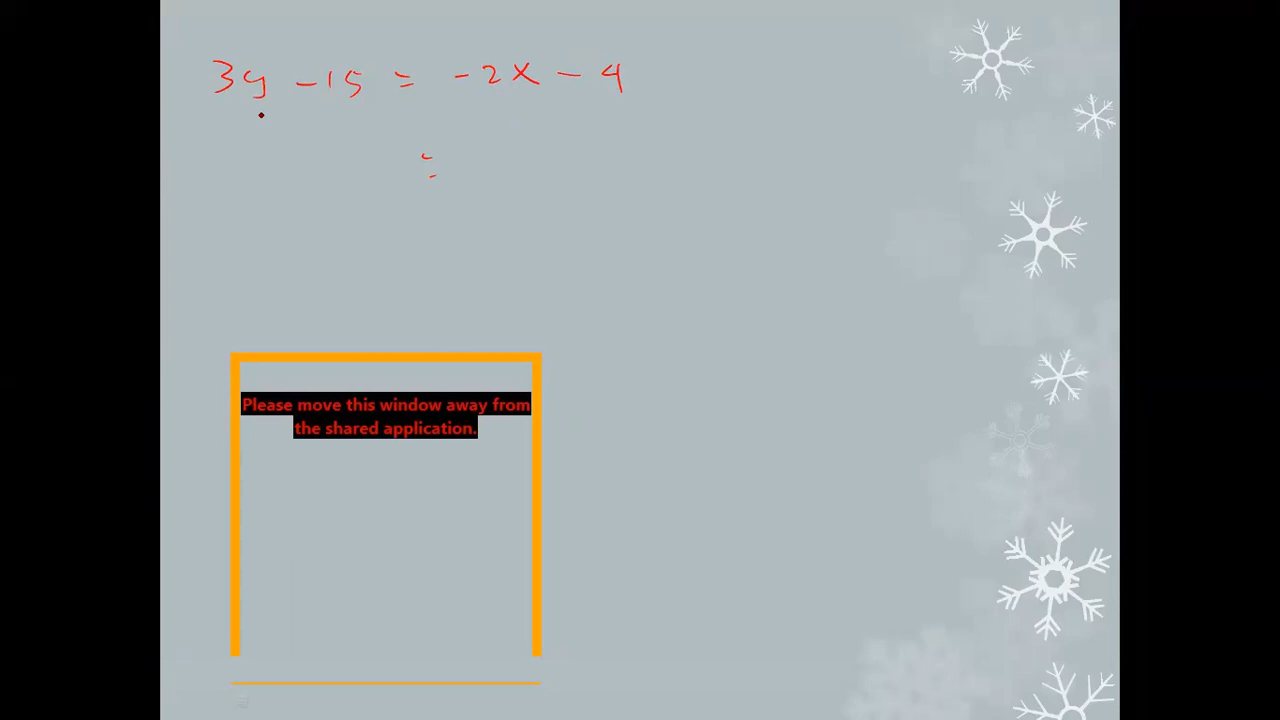 3y - 15 = -2x - 4
=
Please move this window away from
the shared application.